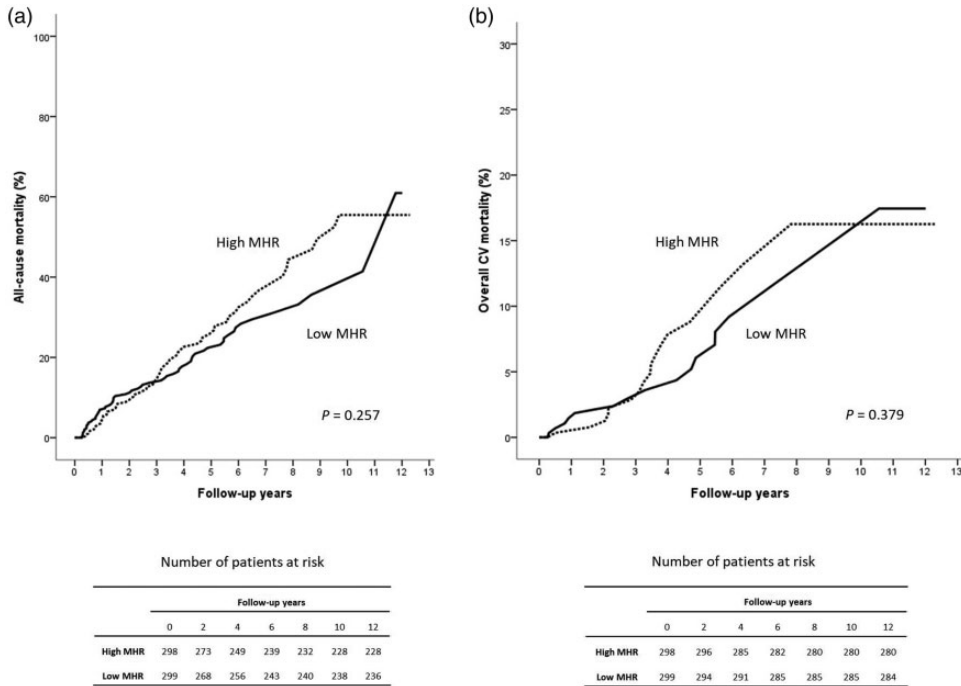 (a)
100
80
60
40
20
0
All-cause mortality (%)
High MHR
Low MHR
P = 0.257
0 1 2 3 4 5 6 7 8 9 10 11 12 13
Follow-up years
Number of patients at risk
Follow-up years
0 2 4 6 8 10 12
High MHR 298 273 249 239 232 228 228
Low MHR 299 268 256 243 240 238 236
(b)
30
25
20
15
10
5
0
Overall CV mortality (%)
High MHR
Low MHR
P = 0.379
0 1 2 3 4 5 6 7 8 9 10 11 12 13
Follow-up years
Number of patients at risk
Follow-up years
0 2 4 6 8 10 12
High MHR 298 296 285 282 280 280 280
Low MHR 299 294 291 285 285 285 284